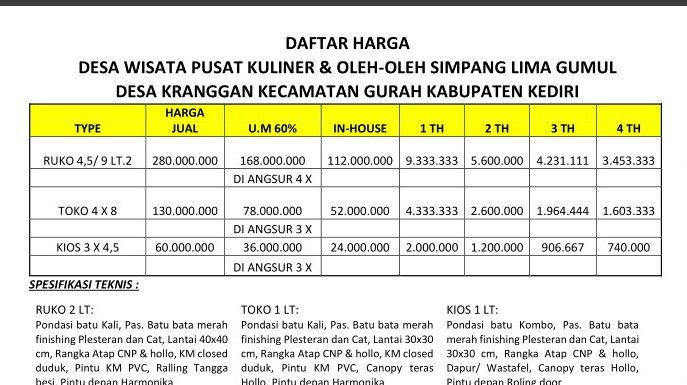 DAFTAR HARGA
DESA WISATA PUSAT KULINER & OLEH-OLEH SIMPANG LIMA GUMUL
DESA KRANGGAN KECAMATAN GURAH KABUPATEN KEDIRI
TYPE HARGA JUAL U.M 60% IN-HOUSE 1 TH 2 TH 3 TH 4 TH
RUKO 4,5/ 9 LT.2 280.000.000 168.000.000 112.000.000 9.333.333 5.600.000 4.231.111 3.453.333
DI ANGSUR 4 X
TOKO 4 X 8 130.000.000 78.000.000 52.000.000 4.333.333 2.600.000 1.964.444 1.603.333
DI ANGSUR 3 X
KIOS 3 X 4,5 60.000.000 36.000.000 24.000.000 2.000.000 1.200.000 906.667 740.000
DI ANGSUR 3 X
SPESIFIKASI TEKNIS :
RUKO 2 LT:
Pondasi batu Kali, Pas. Batu bata merah
finishing Plesteran dan Cat, Lantai 40x40
cm, Rangka Atap CNP & hollo, KM closed
duduk, Pintu KM PVC, Ralling Tangga
besi, Pintu depan Harmonika
TOKO 1 LT:
Pondasi batu Kali, Pas. Batu bata merah
finishing Plesteran dan Cat, Lantai 30x30
cm, Rangka Atap CNP & hollo, KM closed
duduk, Pintu KM PVC, Canopy teras
Hollo, Pintu depan Harmonika
KIOS 1 LT:
Pondasi batu Kombo, Pas. Batu bata
merah finishing Plesteran dan Cat, Lantai
30x30 cm, Rangka Atap CNP & hollo,
Dapur/ Wastafel, Canopy teras Hollo,
Pintu depan Roling door